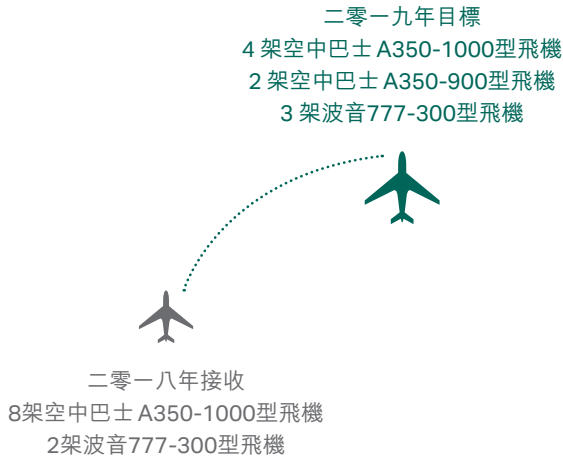 二零一九年目標
4 架空中巴士 A350-1000型飛機
2 架空中巴士 A350-900型飛機
3 架波音777-300型飛機
二零一八年接收
8架空中巴士 A350-1000型飛機
2架波音777-300型飛機